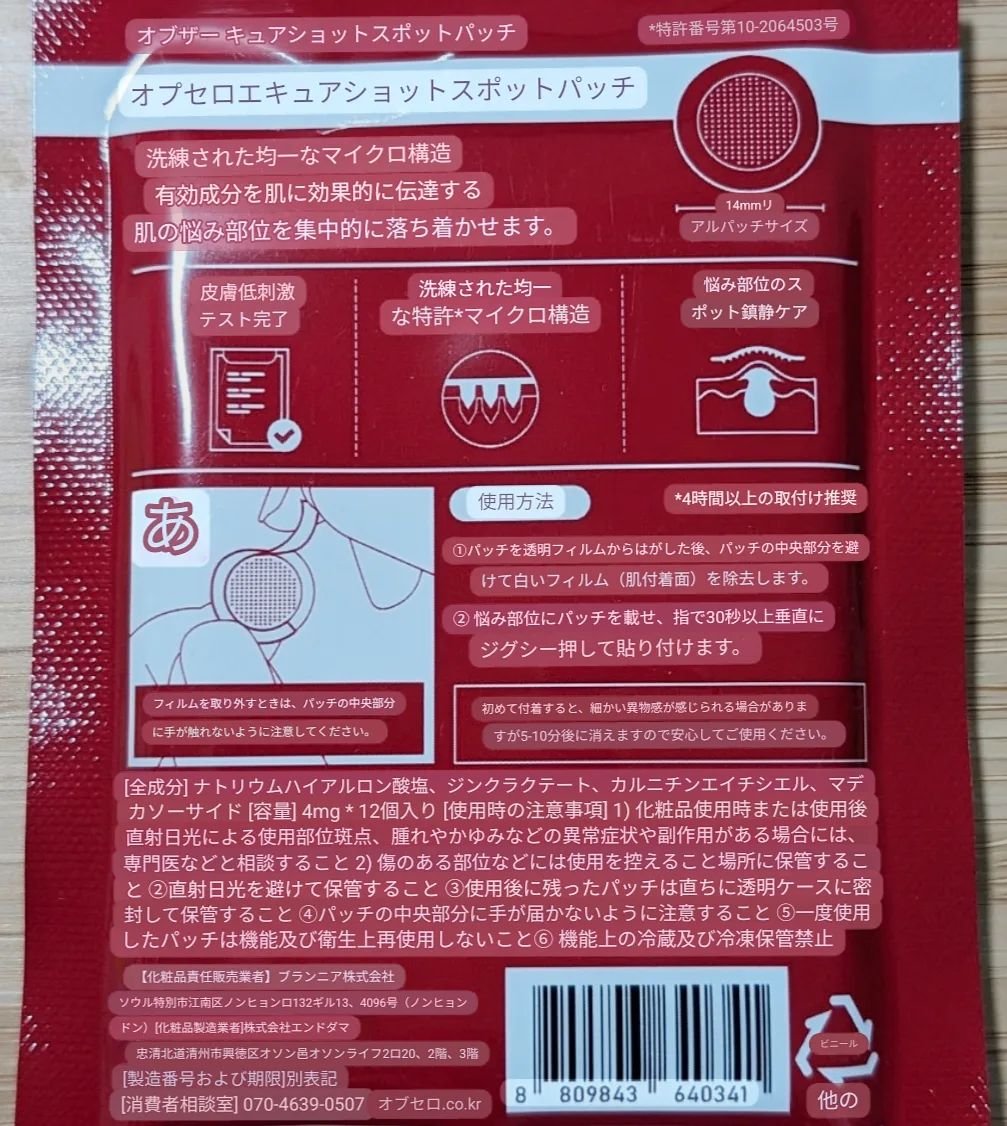 オブザー キュアショットスポットパッチ
*特許番号第10-2064503号
オプセロエキュアショットスポットパッチ
洗練された均一なマイクロ構造
有効成分を肌に効果的に伝達する
肌の悩み部位を集中的に落ち着かせます。
14mmリ
アルパッチサイズ
皮膚低刺激
テスト完了
洗練された均一
な特許*マイクロ構造
悩み部位のス
ポット鎮静ケア
あ
使用方法
*4時間以上の取付け推奨
①パッチを透明フィルムからはがした後、パッチの中央部分を避
けて白いフィルム（肌付着面）を除去します。
② 悩み部位にパッチを載せ、指で30秒以上垂直に
ジグシー押して貼り付けます。
フィルムを取り外すときは、パッチの中央部分
に手が触れないように注意してください。
初めて付着すると、細かい異物感が感じられる場合がありま
すが5-10分後に消えますので安心してご使用ください。
[全成分] ナトリウムハイアルロン酸塩、ジンクラクテート、カルニチンエイチシエル、マデ
カソーサイド [容量] 4mg * 12個入り [使用時の注意事項] 1) 化粧品使用時または使用後
直射日光による使用部位斑点、腫れやかゆみなどの異常症状や副作用がある場合には、
専門医などと相談すること 2) 傷のある部位などには使用を控えること場所に保管するこ
と ②直射日光を避けて保管すること ③使用後に残ったパッチは直ちに透明ケースに密
封して保管すること ④パッチの中央部分に手が届かないように注意すること ⑤一度使用
したパッチは機能及び衛生上再使用しないこと⑥ 機能上の冷蔵及び冷凍保管禁止
【化粧品責任販売業者】ブランニア株式会社
ソウル特別市江南区ノンヒョンロ132ギル13、4096号（ノンヒョン
ドン）[化粧品製造業者]株式会社エンドダマ
忠清北道清州市興徳区オソン邑オソンライフ2ロ20、2階、3階
[製造番号および期限]別表記
[消費者相談室] 070-4639-0507 オプセロ.co.kr
8 809843 640341
ビニール
他の